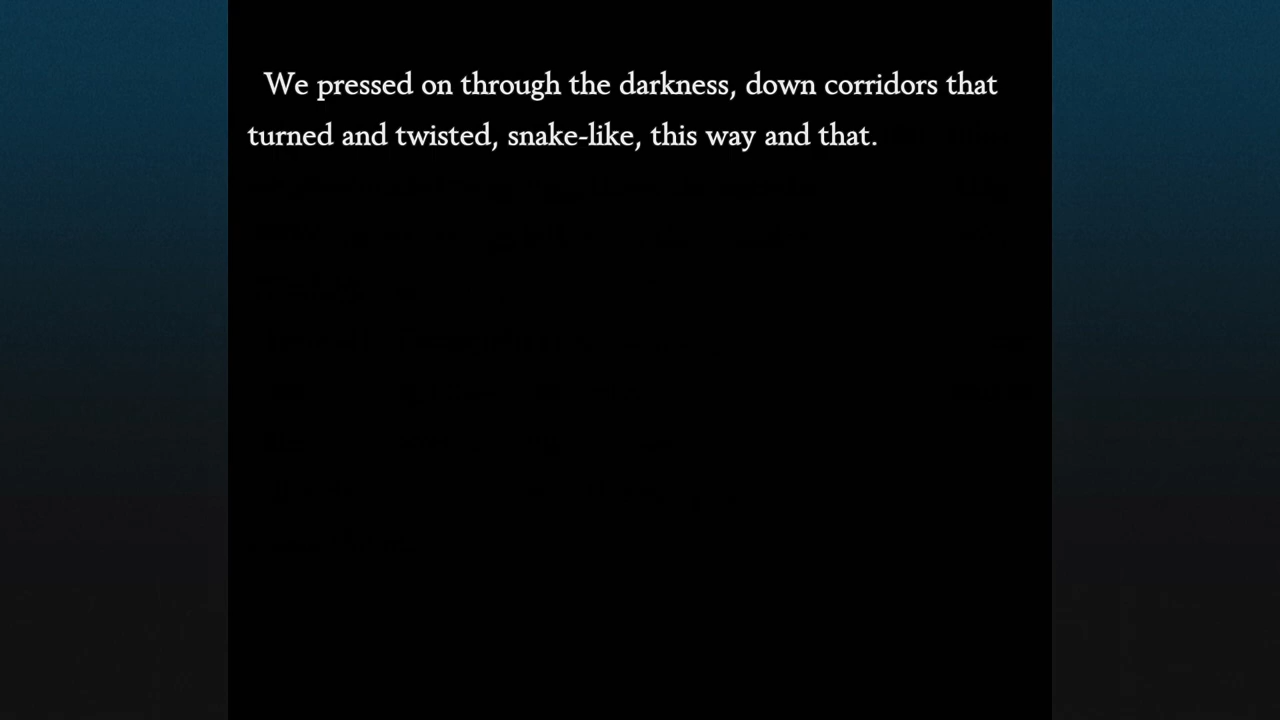 We pressed on through the darkness, down corridors that
turned and twisted, snake-like, this way and that.